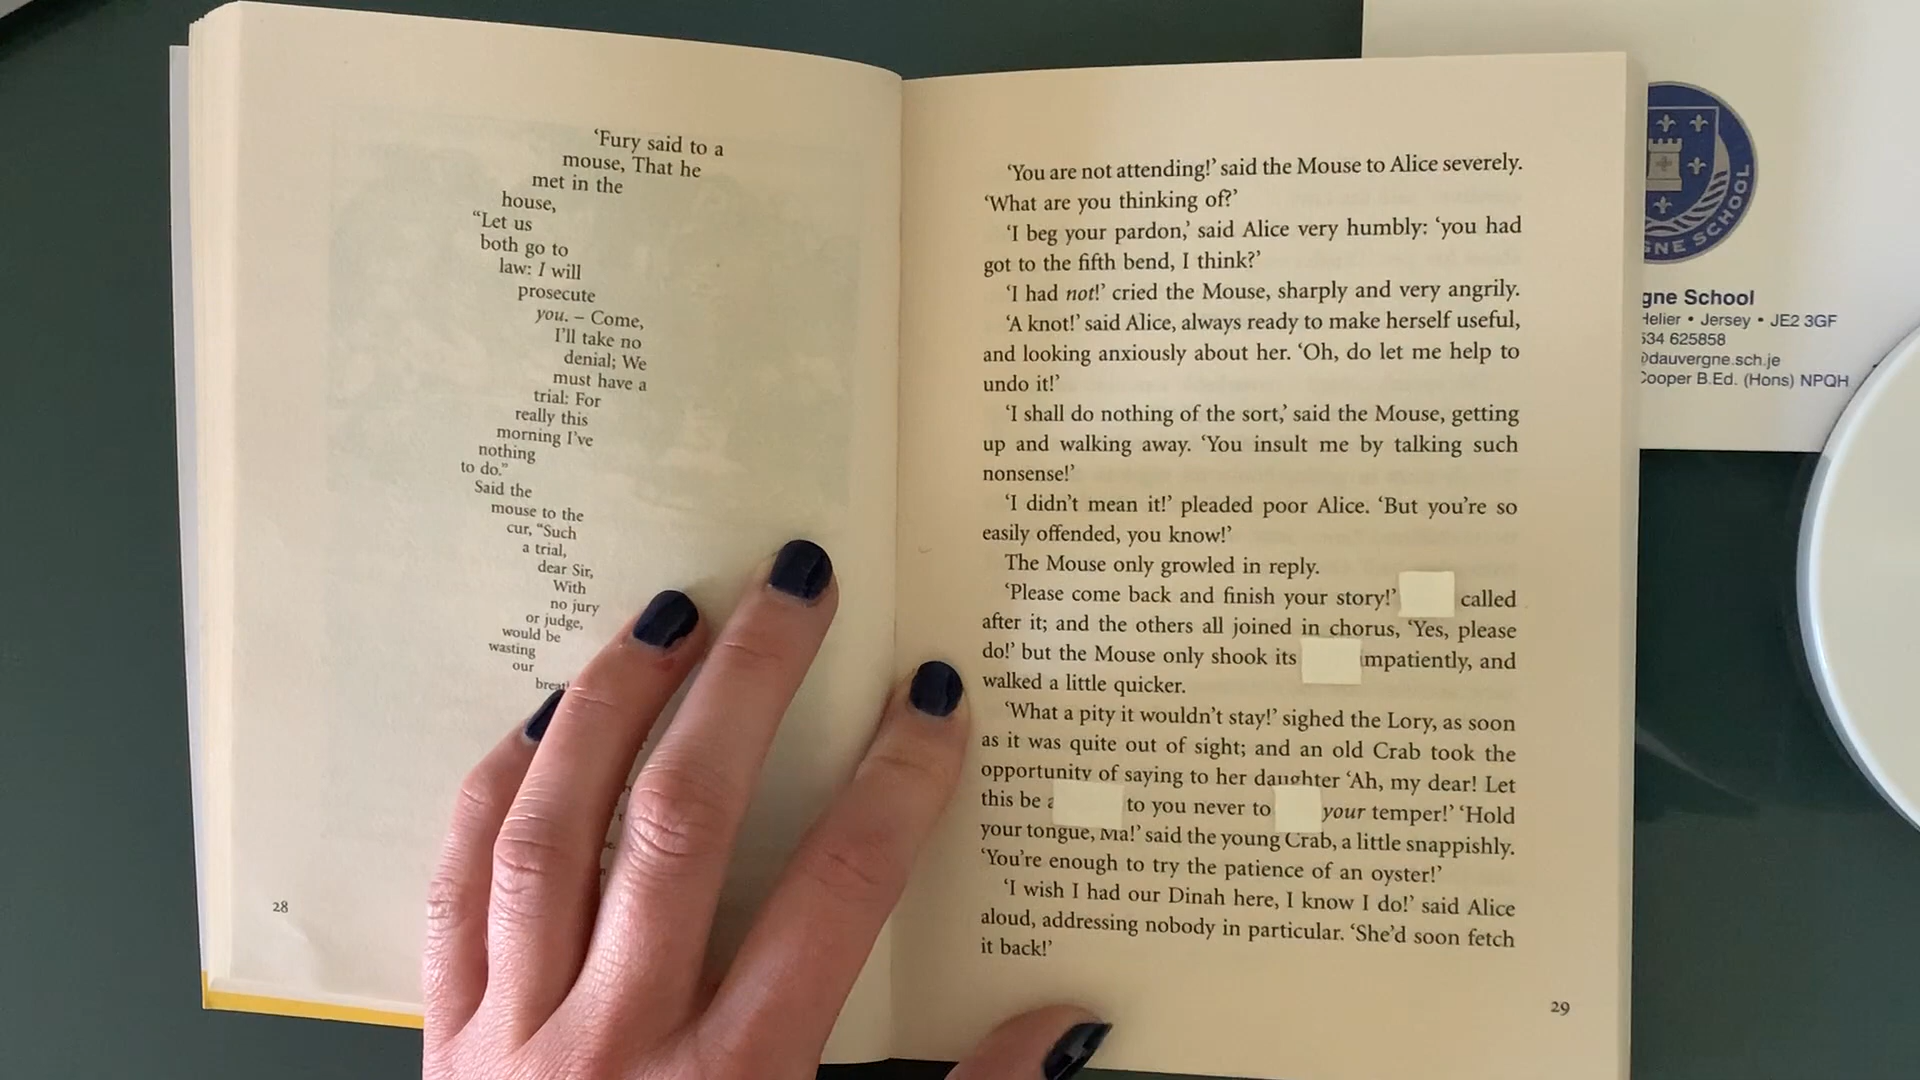 ‘Fury said to a
mouse, That he
met in the
house,
“Let us
both go to
law: I will
prosecute
you. – Come,
I’ll take no
denial; We
must have a
trial: For
really this
morning I’ve
nothing
to do.”
Said the
mouse to the
cur, “Such
a trial,
dear Sir,
With
no jury
or judge,
would be
wasting
our
28
‘You are not attending!’ said the Mouse to Alice severely.
‘What are you thinking of?’
‘I beg your pardon,’ said Alice very humbly: ‘you had
got to the fifth bend, I think?’
‘I had not!’ cried the Mouse, sharply and very angrily.
‘A knot!’ said Alice, always ready to make herself useful,
and looking anxiously about her. ‘Oh, do let me help to
undo it!’
‘I shall do nothing of the sort,’ said the Mouse, getting
up and walking away. ‘You insult me by talking such
nonsense!’
‘I didn’t mean it!’ pleaded poor Alice. ‘But you’re so
easily offended, you know!’
The Mouse only growled in reply.
‘Please come back and finish your story!’ called
after it; and the others all joined in chorus, ‘Yes, please
do!’ but the Mouse only shook its mpatiently, and
walked a little quicker.
‘What a pity it wouldn’t stay!’ sighed the Lory, as soon
as it was quite out of sight; and an old Crab took the
opportunity of saying to her daughter ‘Ah, my dear! Let
this be a to you never to your temper!’ ‘Hold
your tongue, Ma!’ said the young Crab, a little snappishly.
‘You’re enough to try the patience of an oyster!’
‘I wish I had our Dinah here, I know I do!’ said Alice
aloud, addressing nobody in particular. ‘She’d soon fetch
it back!’
29
GNE SCHOOL
gne School
Helier • Jersey • JE2 3GF
534 625858
@dauvergne.sch.je
Cooper B.Ed. (Hons) NPQH